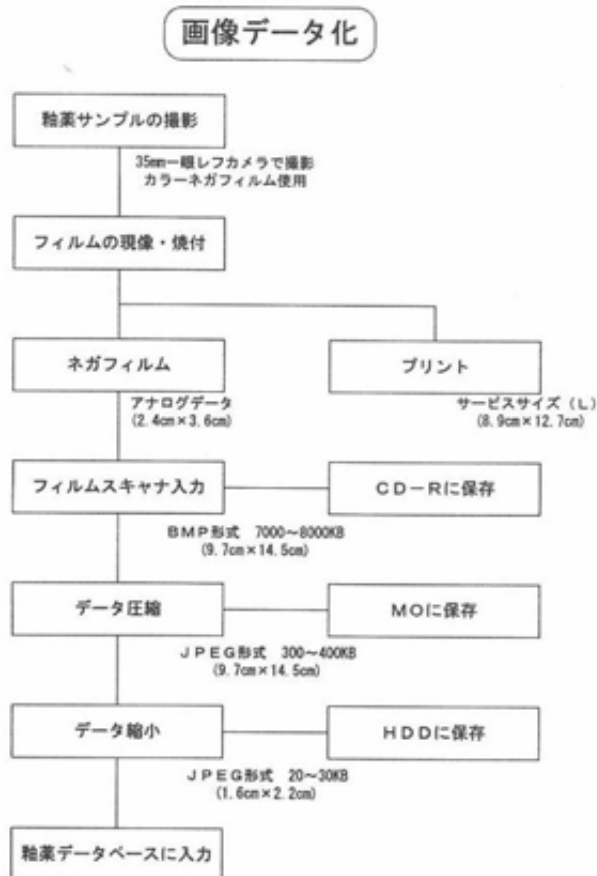 画像データ化
釉薬サンプルの撮影
35mm一眼レフカメラで撮影
カラーネガフィルム使用
フィルムの現像・焼付
ネガフィルム
プリント
アナログデータ
(2.4cm×3.6cm)
サービスサイズ(L)
(8.9cm×12.7cm)
フィルムスキャナ入力
CD-Rに保存
BMP形式 7000~8000KB
(9.7cm×14.5cm)
データ圧縮
MOに保存
JPEG形式 300~400KB
(9.7cm×14.5cm)
データ縮小
HDDに保存
JPEG形式 20~30KB
(1.6cm×2.2cm)
釉薬データベースに入力